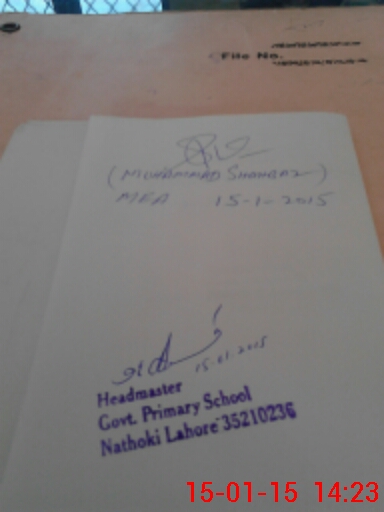 File No.
(MUHAMMAD SHAHBAZ)
MEA 15-1-2015
15.01.2015
Headmaster
Govt. Primary School
Nathoki Lahore 35210236
15-01-15 14:23